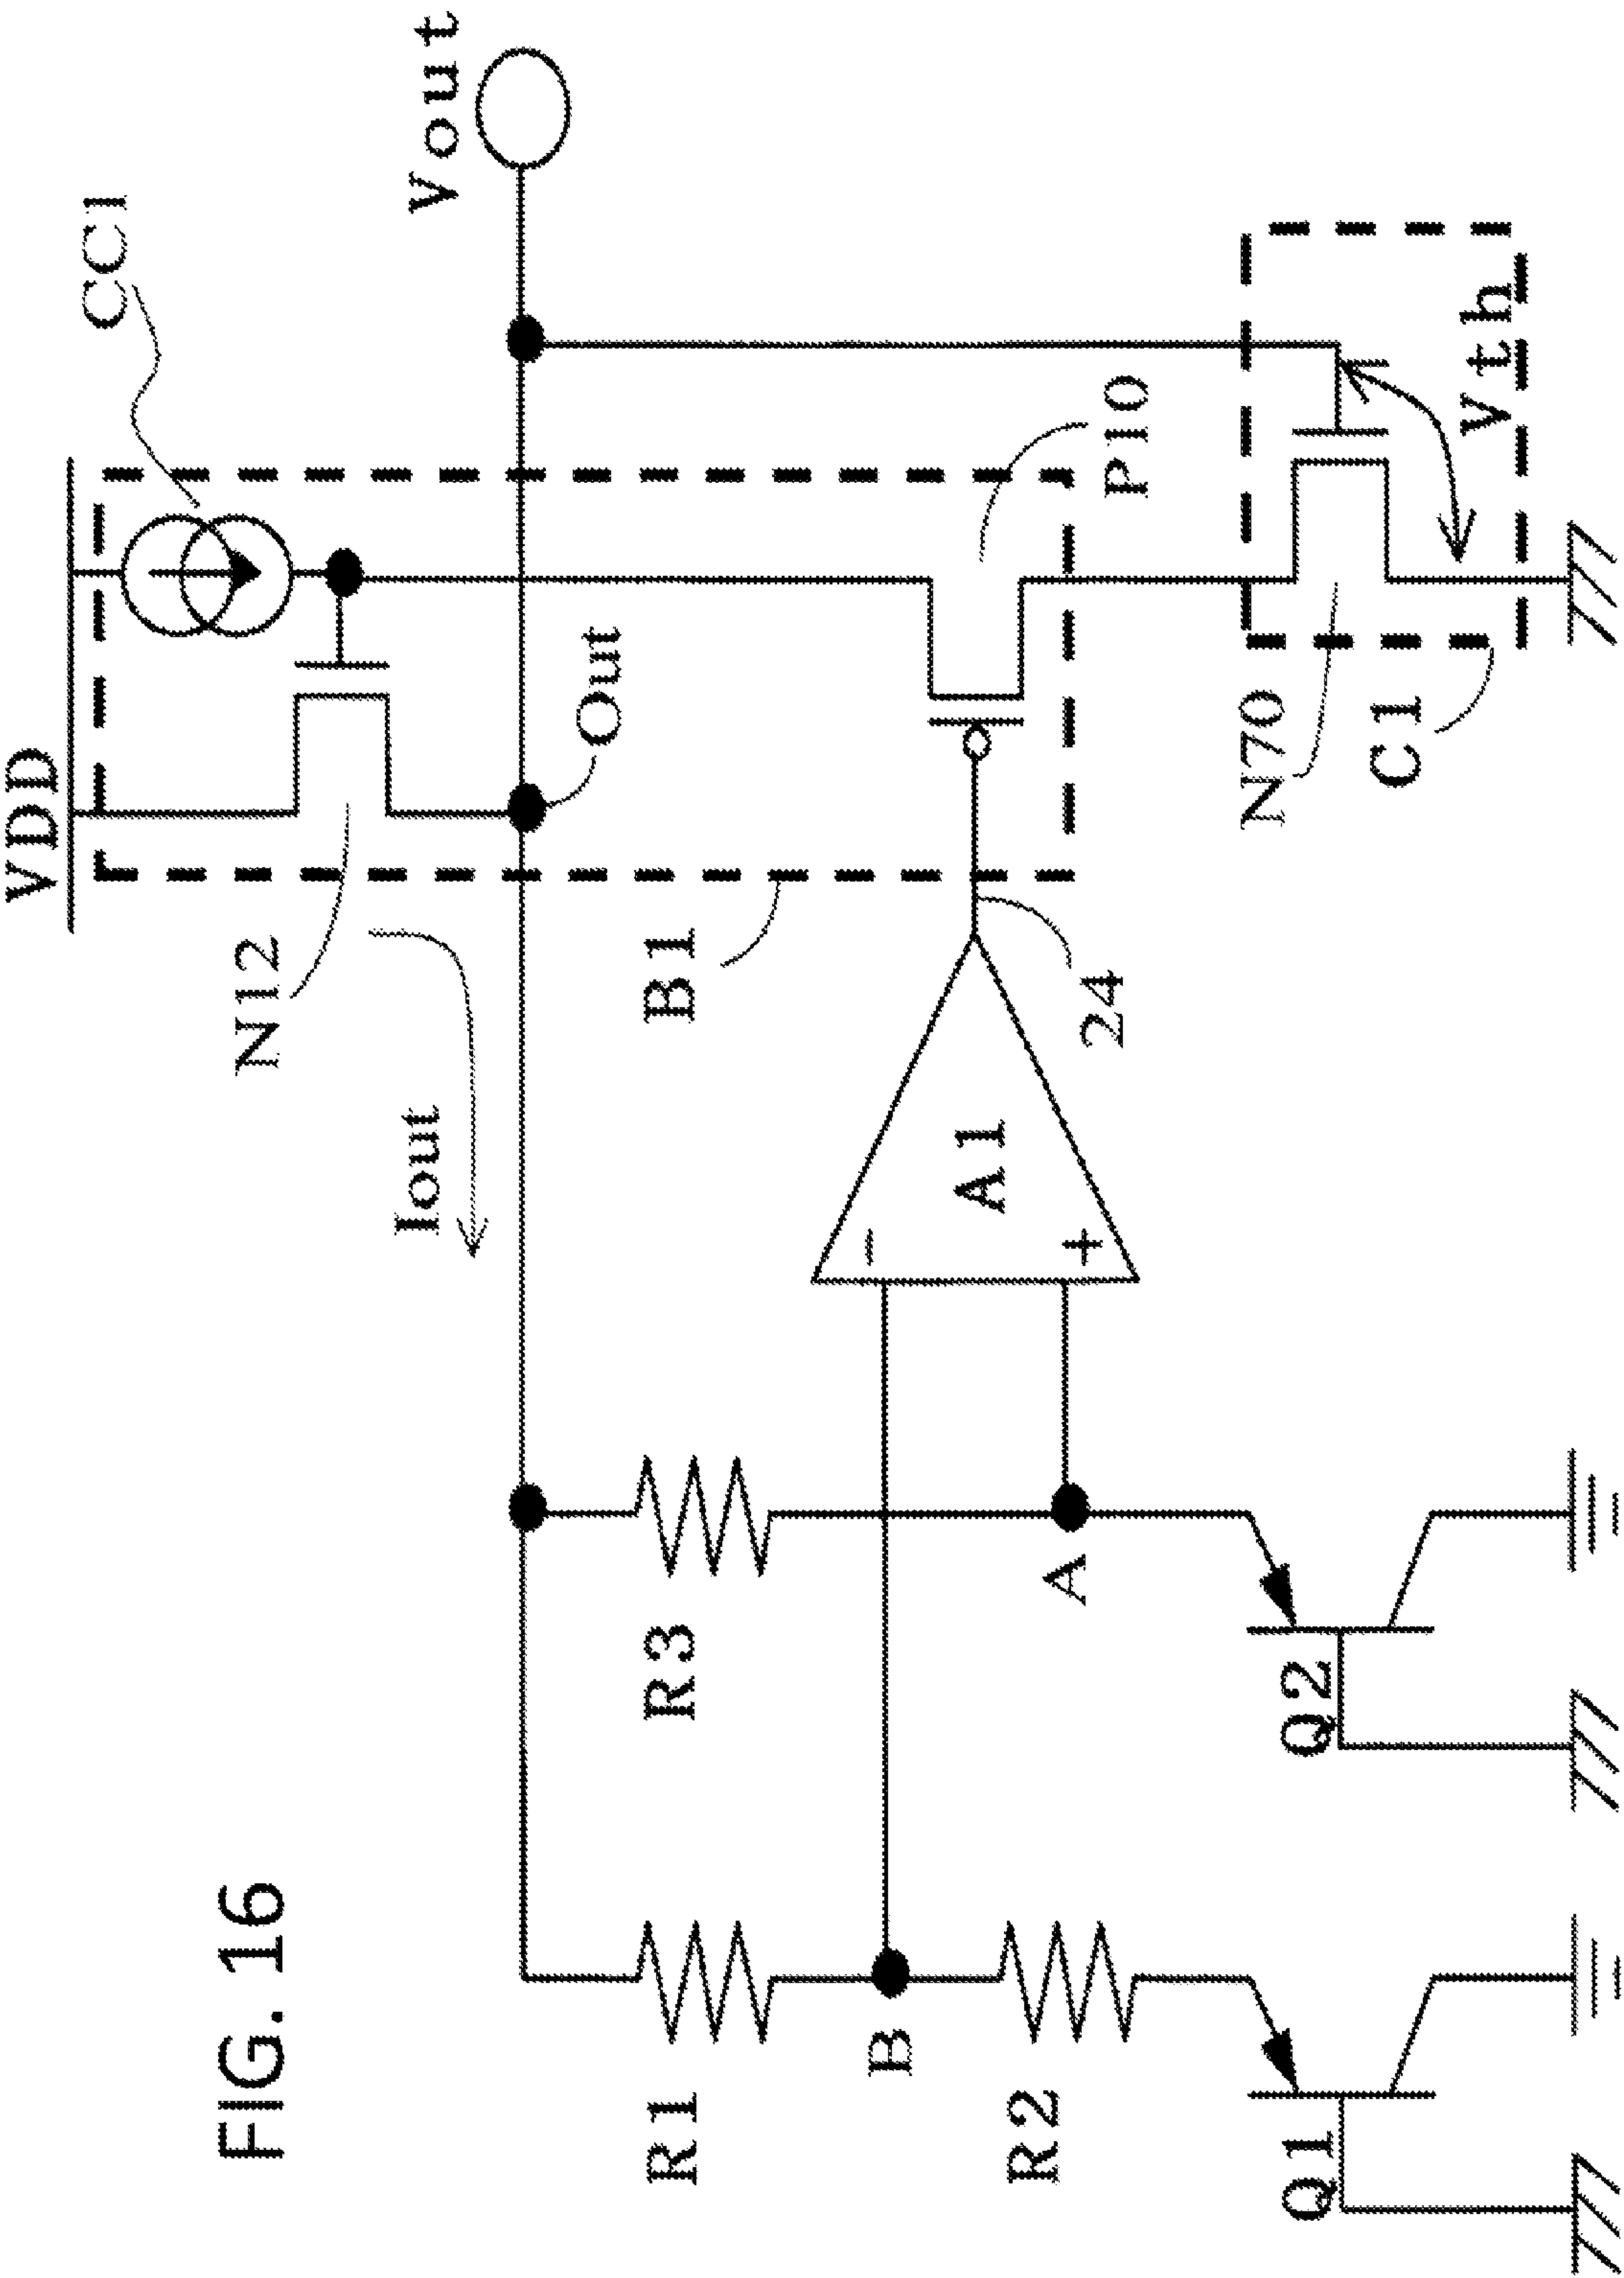 FIG. 16
VDD
CC1
N12
Iout
Vout
Out
B1
R1
R3
B
A1
-
+
24
P10
A
R2
N70
C1
Vth
Q1
Q2